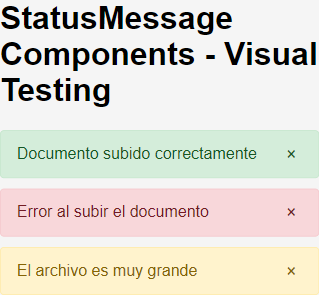 StatusMessage
Components - Visual
Testing
Documento subido correctamente ×
Error al subir el documento ×
El archivo es muy grande ×